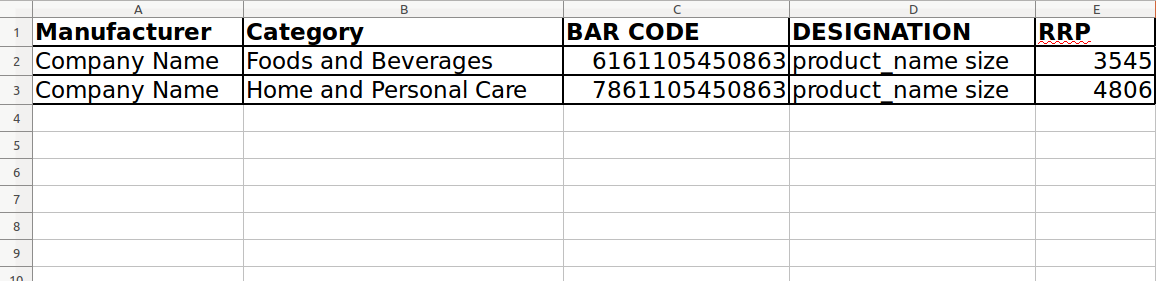 A B C D E
1 Manufacturer Category BAR CODE DESIGNATION RRP
2 Company Name Foods and Beverages 6161105450863 product_name size 3545
3 Company Name Home and Personal Care 7861105450863 product_name size 4806
4
5
6
7
8
9
10